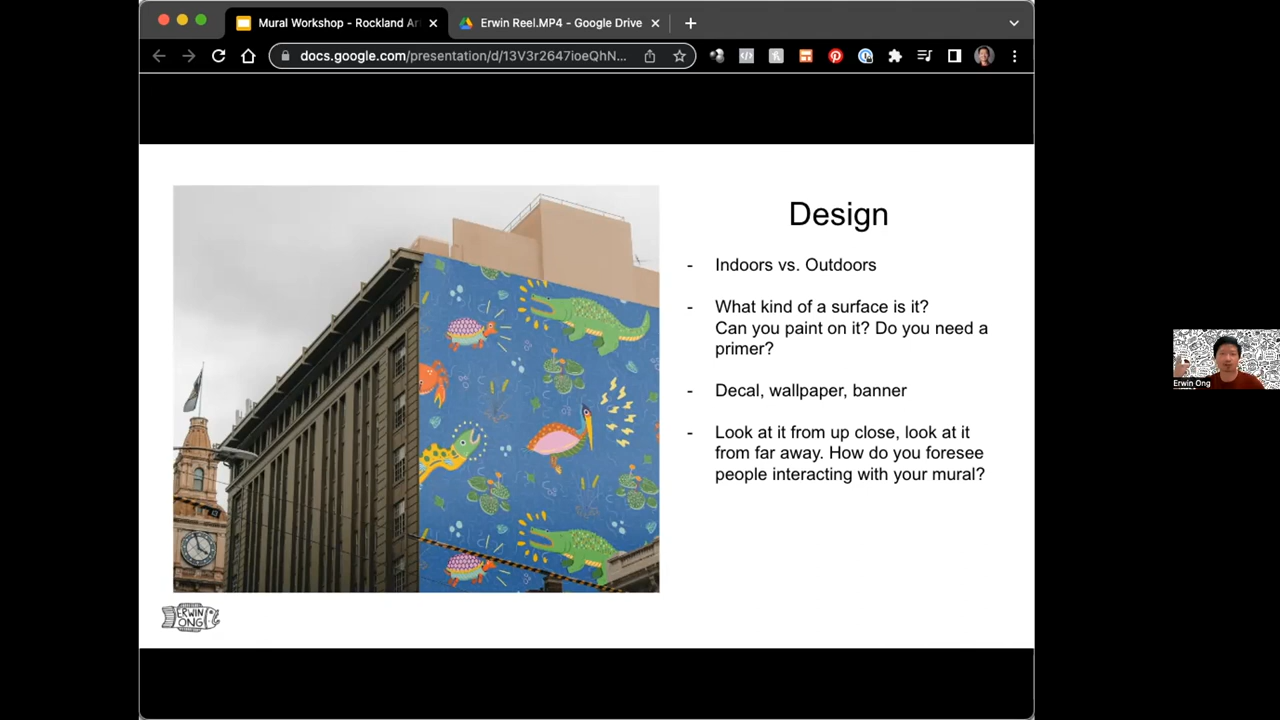 Mural Workshop - Rockland Ar
Erwin Reel.MP4 - Google Drive
docs.google.com/presentation/d/13V3r2647ioeQhN...
Design
- Indoors vs. Outdoors
- What kind of a surface is it?
Can you paint on it? Do you need a
primer?
- Decal, wallpaper, banner
- Look at it from up close, look at it
from far away. How do you foresee
people interacting with your mural?
Erwin Ong
ERWIN
ONG